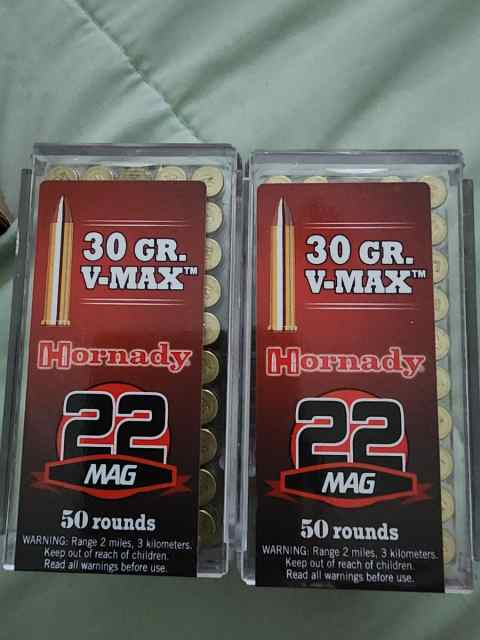 30 GR.
V-MAX™
Hornady
22
MAG
50 rounds
WARNING: Range 2 miles, 3 kilometers.
Keep out of reach of children.
Read all warnings before use.
30 GR.
V-MAX™
Hornady
22
MAG
50 rounds
WARNING: Range 2 miles, 3 kilometers.
Keep out of reach of children.
Read all warnings before use.